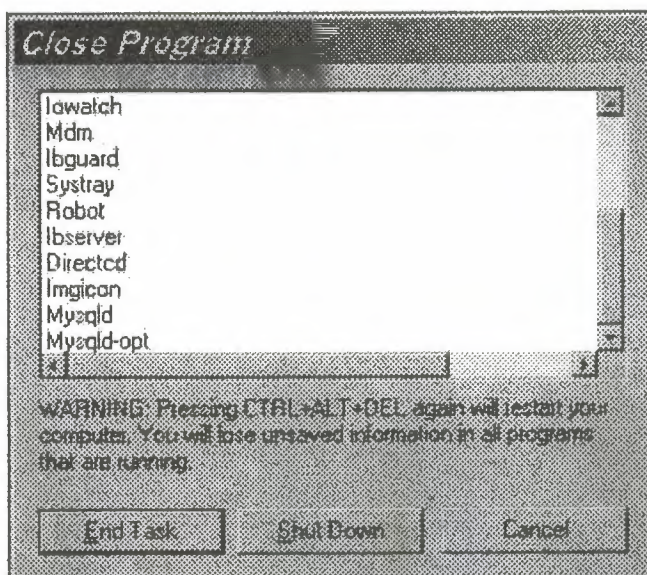 Close Program
Iowatch
Mdm
Ibguard
Systray
Robot
Ibserver
Directcd
Imgicon
Mysqld
Mysqld-opt
WARNING: Pressing CTRL+ALT+DEL again will restart your
computer. You will lose unsaved information in all programs
that are running.
End Task Shut Down Cancel